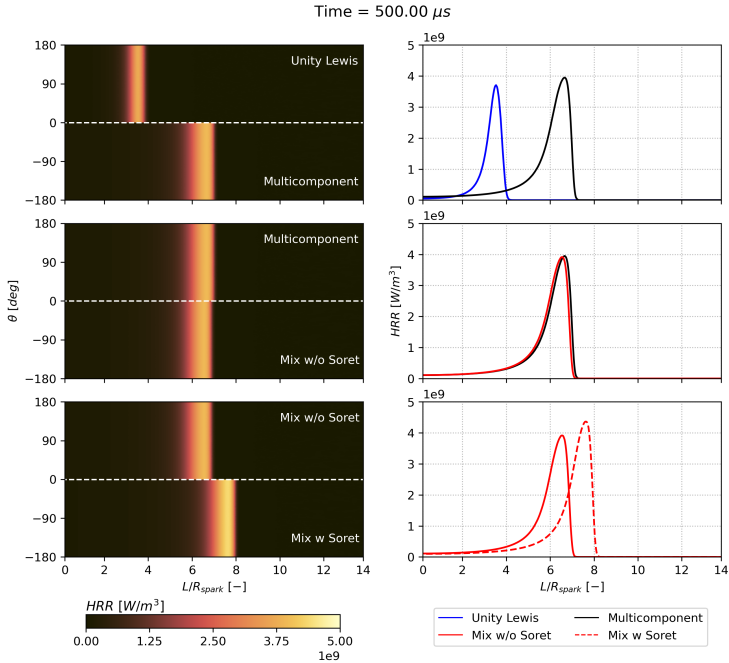 Time = 500.00 μs
180
90
0
−90
−180
Unity Lewis
Multicomponent
1e9
5
4
3
2
1
0
180
90
0
−90
−180
Multicomponent
Mix w/o Soret
θ [deg]
1e9
5
4
3
2
1
0
HRR [W/m³]
180
90
0
−90
−180
Mix w/o Soret
Mix w Soret
0 2 4 6 8 10 12 14
L/R_spark [−]
1e9
5
4
3
2
1
0
0 2 4 6 8 10 12 14
L/R_spark [−]
HRR [W/m³]
0.00 1.25 2.50 3.75 5.00
1e9
Unity Lewis
Mix w/o Soret
Multicomponent
Mix w Soret